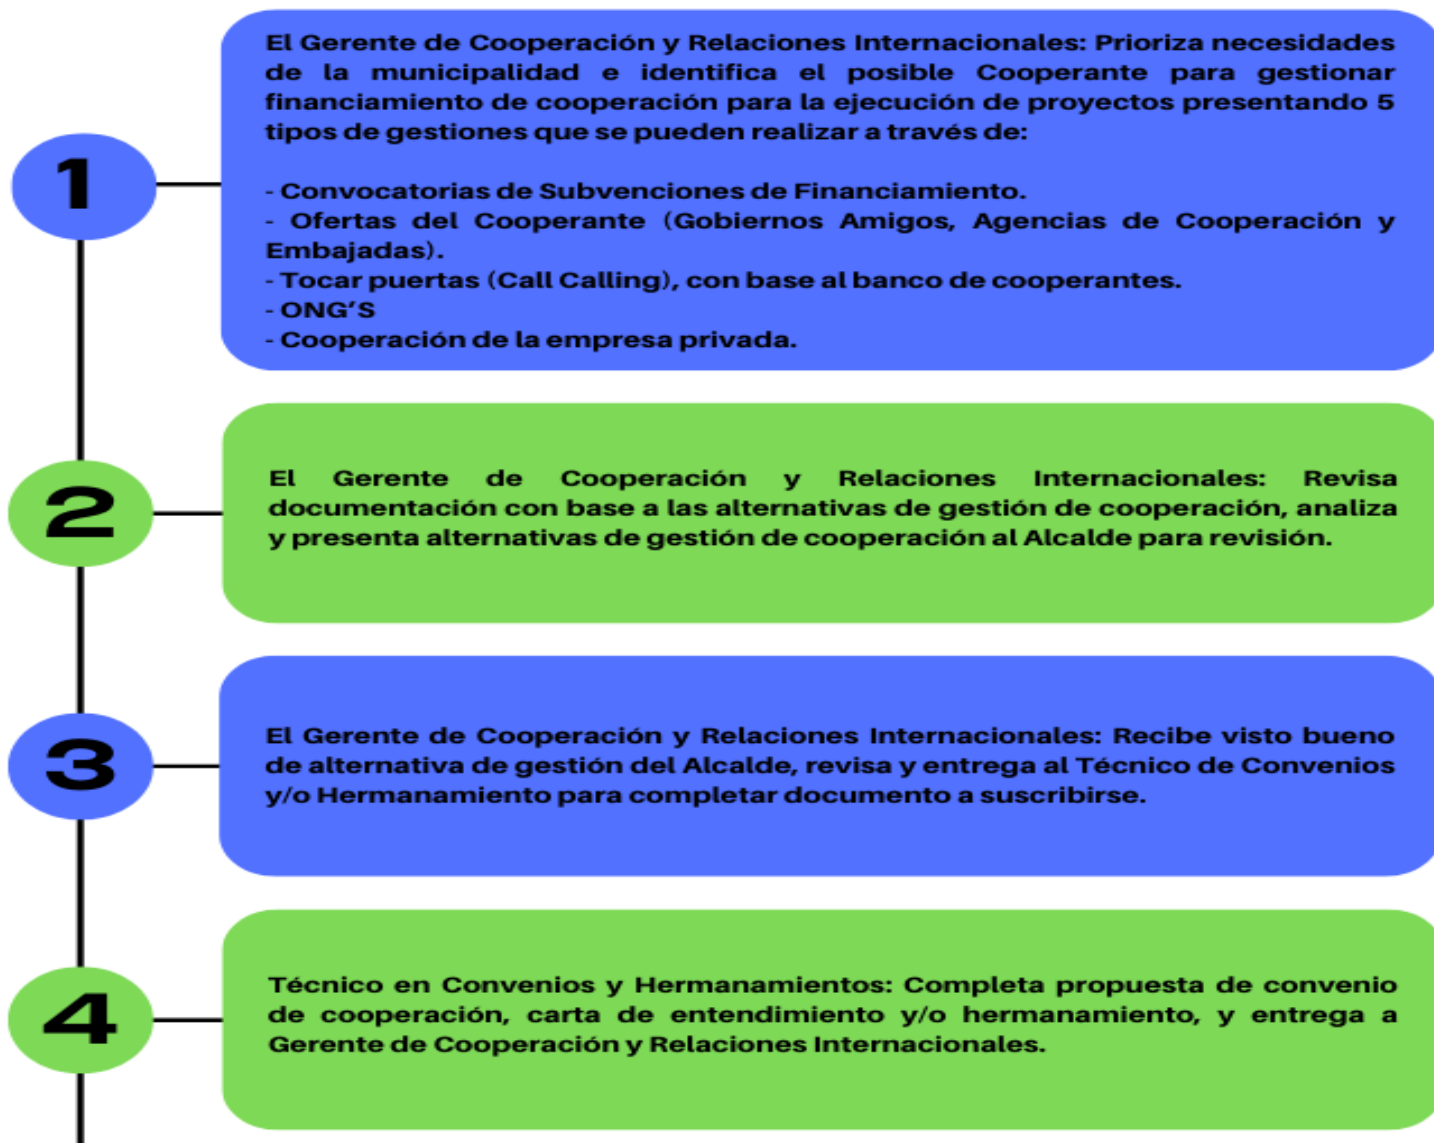 1
El Gerente de Cooperación y Relaciones Internacionales: Prioriza necesidades
de la municipalidad e identifica el posible Cooperante para gestionar
financiamiento de cooperación para la ejecución de proyectos presentando 5
tipos de gestiones que se pueden realizar a través de:
- Convocatorias de Subvenciones de Financiamiento.
- Ofertas del Cooperante (Gobiernos Amigos, Agencias de Cooperación y
Embajadas).
- Tocar puertas (Call Calling), con base al banco de cooperantes.
- ONG’S
- Cooperación de la empresa privada.
2
El Gerente de Cooperación y Relaciones Internacionales: Revisa
documentación con base a las alternativas de gestión de cooperación, analiza
y presenta alternativas de gestión de cooperación al Alcalde para revisión.
3
El Gerente de Cooperación y Relaciones Internacionales: Recibe visto bueno
de alternativa de gestión del Alcalde, revisa y entrega al Técnico de Convenios
y/o Hermanamiento para completar documento a suscribirse.
4
Técnico en Convenios y Hermanamientos: Completa propuesta de convenio
de cooperación, carta de entendimiento y/o hermanamiento, y entrega a
Gerente de Cooperación y Relaciones Internacionales.